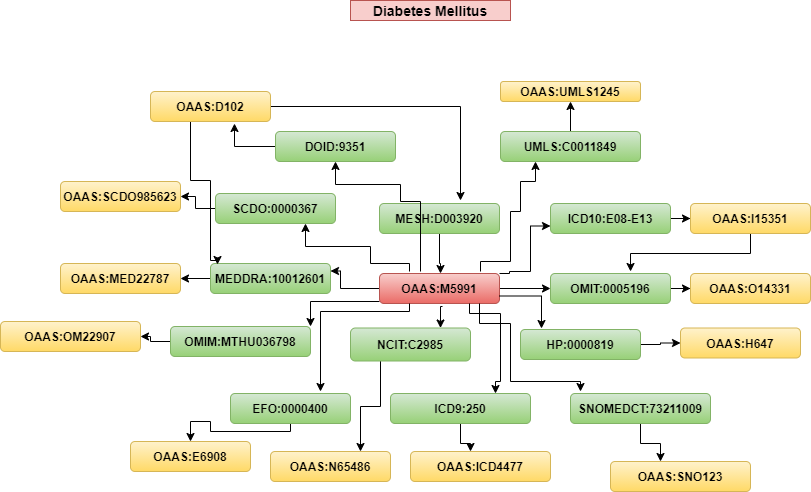 Diabetes Mellitus
OAAS:UMLS1245
OAAS:D102
DOID:9351
UMLS:C0011849
OAAS:SCDO985623
SCDO:0000367
MESH:D003920
ICD10:E08-E13
OAAS:I15351
OAAS:MED22787
MEDDRA:10012601
OAAS:M5991
OMIT:0005196
OAAS:O14331
OAAS:OM22907
OMIM:MTHU036798
NCIT:C2985
HP:0000819
OAAS:H647
EFO:0000400
ICD9:250
SNOMEDCT:73211009
OAAS:E6908
OAAS:N65486
OAAS:ICD4477
OAAS:SNO123